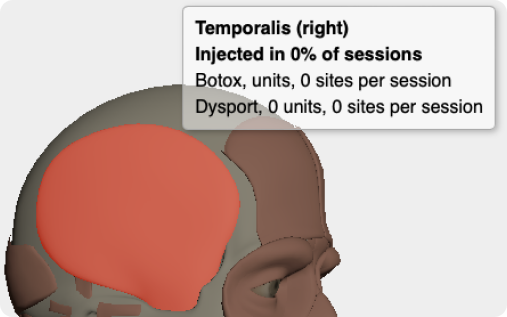 Temporalis (right)
Injected in 0% of sessions
Botox, units, 0 sites per session
Dysport, 0 units, 0 sites per session